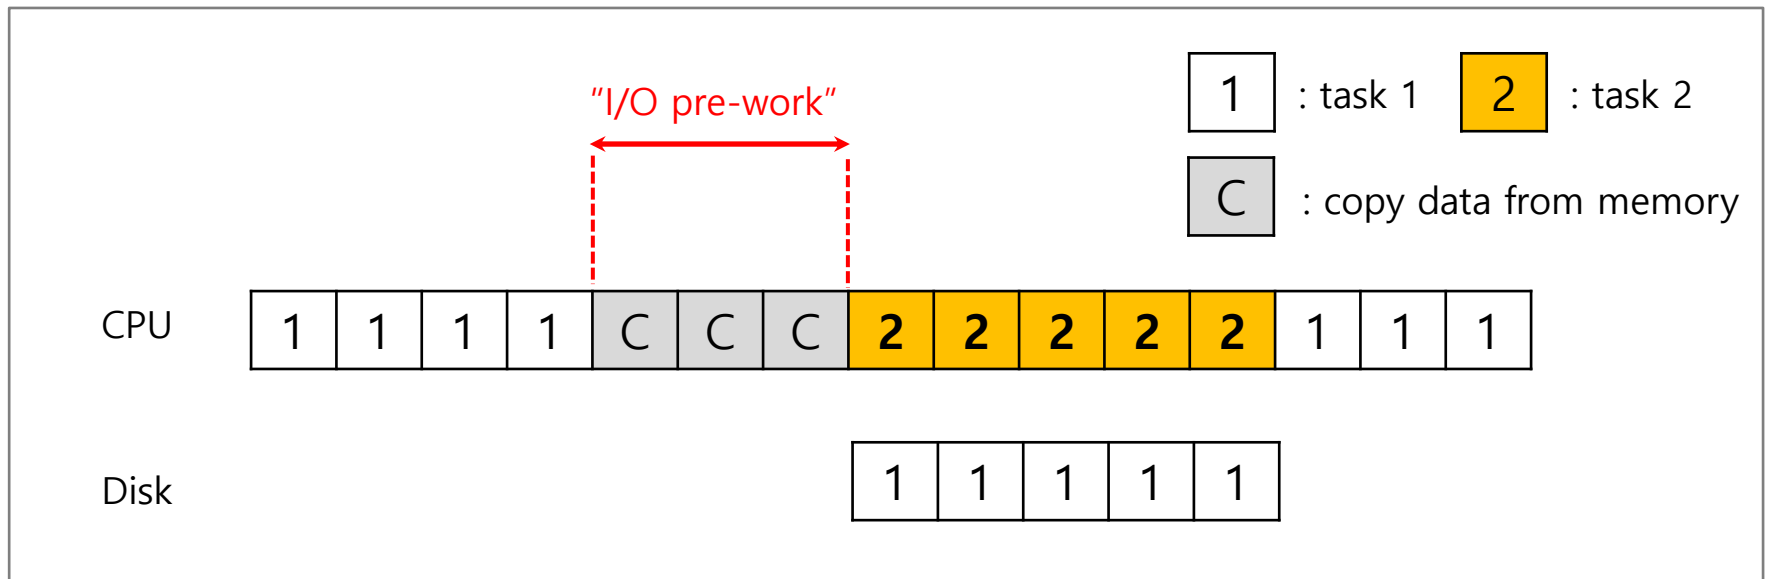 “I/O pre-work”
1 : task 1 2 : task 2
C : copy data from memory
CPU 1 1 1 1 C C C 2 2 2 2 2 1 1 1
Disk 1 1 1 1 1